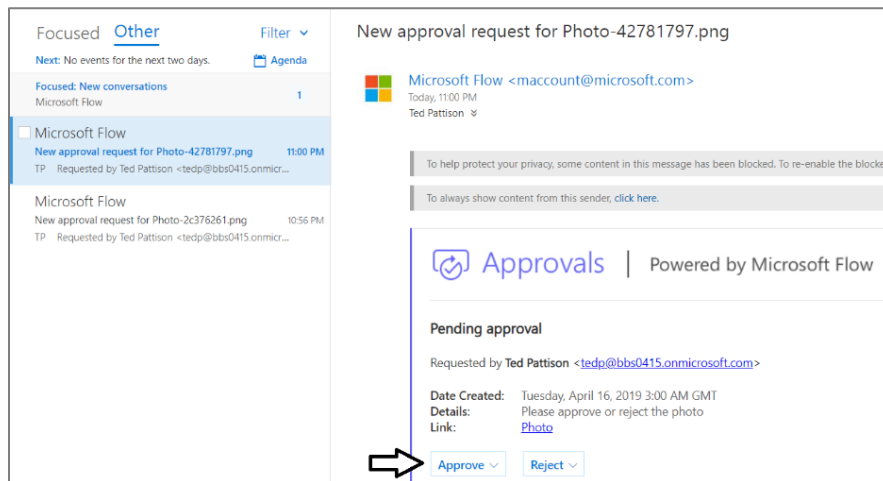 Focused Other Filter
Next: No events for the next two days. Agenda
Focused: New conversations
Microsoft Flow 1
Microsoft Flow
New approval request for Photo-42781797.png 11:00 PM
TP Requested by Ted Pattison <tedp@bbs0415.onmicr...
Microsoft Flow
New approval request for Photo-2c376261.png 10:56 PM
TP Requested by Ted Pattison <tedp@bbs0415.onmicr...
New approval request for Photo-42781797.png
Microsoft Flow <maccount@microsoft.com>
Today, 11:00 PM
Ted Pattison
To help protect your privacy, some content in this message has been blocked. To re-enable the blocke
To always show content from this sender, click here.
Approvals | Powered by Microsoft Flow
Pending approval
Requested by Ted Pattison <tedp@bbs0415.onmicrosoft.com>
Date Created: Tuesday, April 16, 2019 3:00 AM GMT
Details: Please approve or reject the photo
Link: Photo
Approve Reject